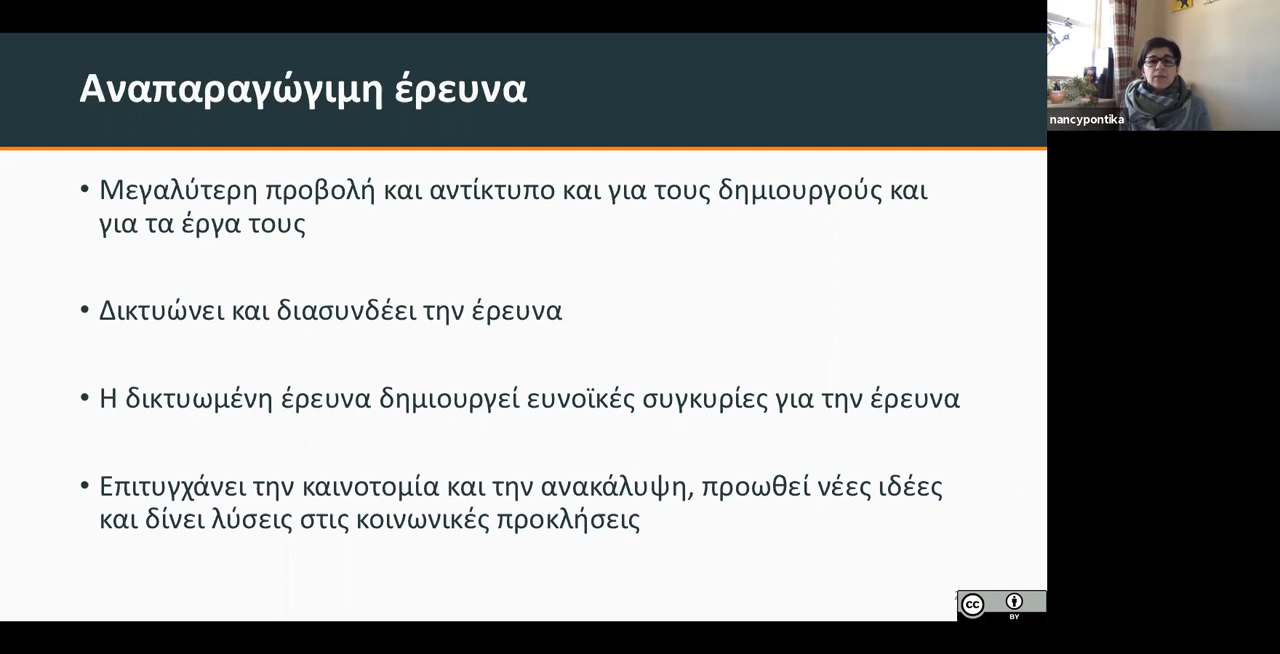 Αναπαραγώγιμη έρευνα
• Μεγαλύτερη προβολή και αντίκτυπο και για τους δημιουργούς και
για τα έργα τους
• Δικτυώνει και διασυνδέει την έρευνα
• Η δικτυωμένη έρευνα δημιουργεί ευνοϊκές συγκυρίες για την έρευνα
• Επιτυγχάνει την καινοτομία και την ανακάλυψη, προωθεί νέες ιδέες
και δίνει λύσεις στις κοινωνικές προκλήσεις
nancypontika
cc
BY